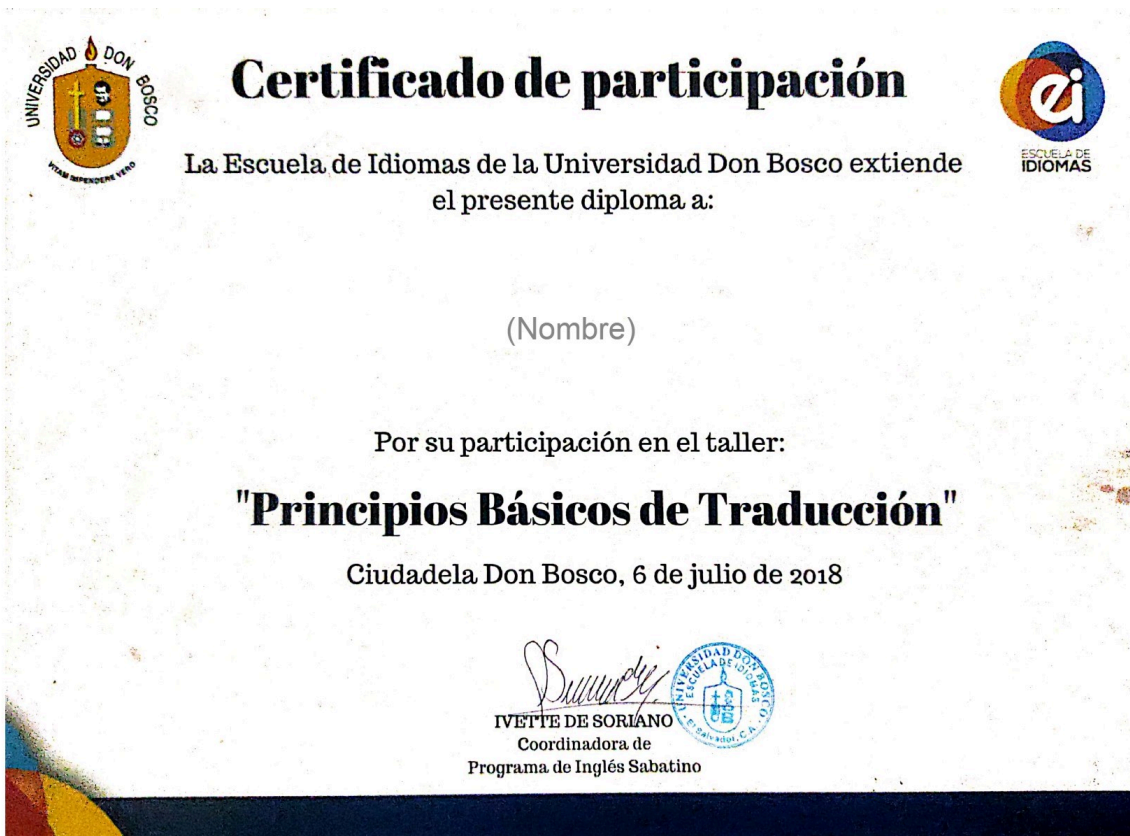 UNIVERSIDAD DON BOSCO
VITAM IMPENDERE VERO
Certificado de participación
ei
ESCUELA DE
IDIOMAS
La Escuela de Idiomas de la Universidad Don Bosco extiende
el presente diploma a:
(Nombre)
Por su participación en el taller:
"Principios Básicos de Traducción"
Ciudadela Don Bosco, 6 de julio de 2018
UNIVERSIDAD DON BOSCO
ESCUELA DE IDIOMAS
El Salvador, C.A.
IVETTE DE SORIANO
Coordinadora de
Programa de Inglés Sabatino